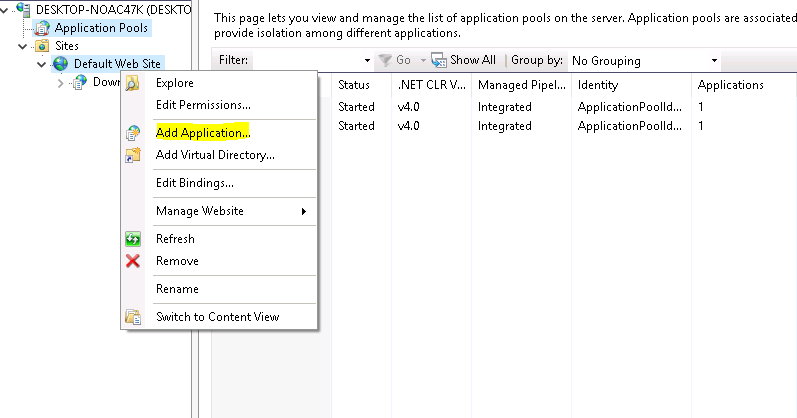 DESKTOP-NOAC47K (DESKTO
Application Pools
Sites
Default Web Site
Down
Explore
Edit Permissions...
Add Application...
Add Virtual Directory...
Edit Bindings...
Manage Website
Refresh
Remove
Rename
Switch to Content View
This page lets you view and manage the list of application pools on the server. Application pools are associated
provide isolation among different applications.
Filter: Go Show All Group by: No Grouping
Status .NET CLR V... Managed Pipel... Identity Applications
Started v4.0 Integrated ApplicationPoolId... 1
Started v4.0 Integrated ApplicationPoolId... 1